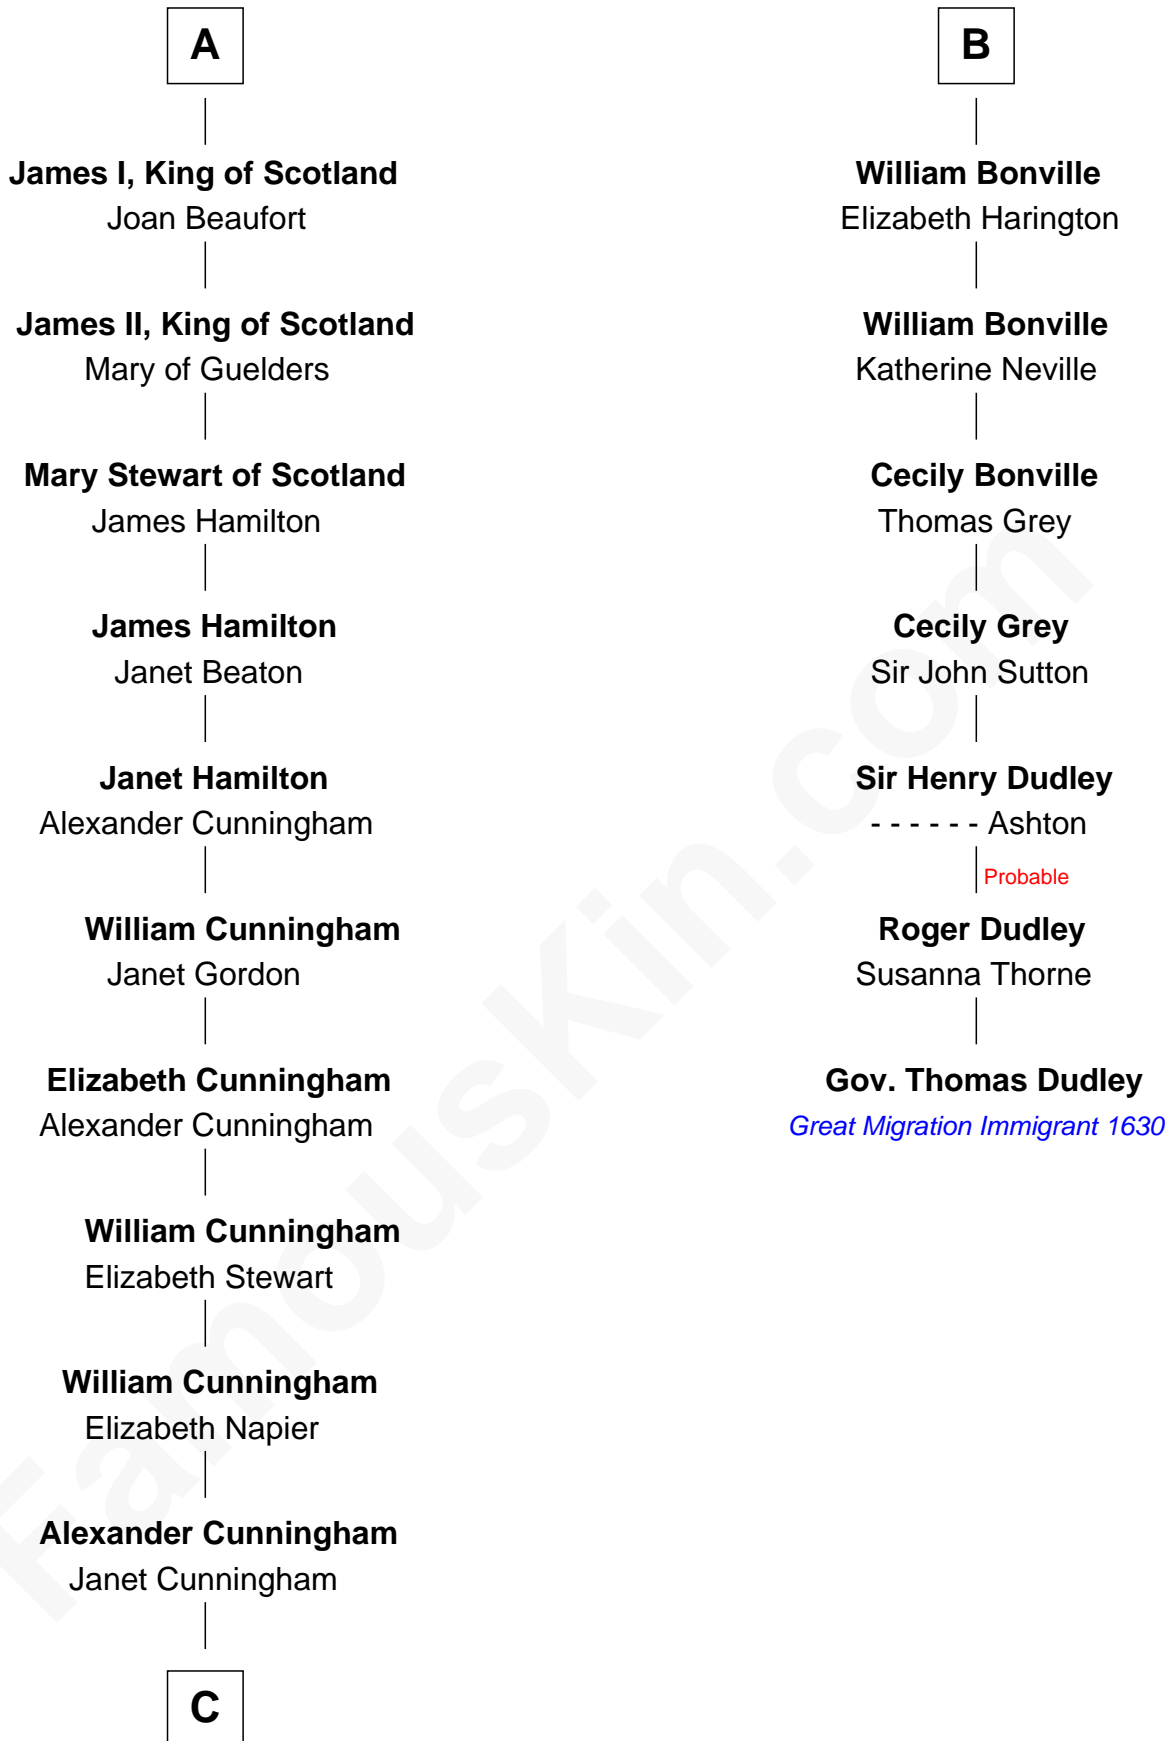 A
James I, King of Scotland
Joan Beaufort
James II, King of Scotland
Mary of Guelders
Mary Stewart of Scotland
James Hamilton
James Hamilton
Janet Beaton
Janet Hamilton
Alexander Cunningham
William Cunningham
Janet Gordon
Elizabeth Cunningham
Alexander Cunningham
William Cunningham
Elizabeth Stewart
William Cunningham
Elizabeth Napier
Alexander Cunningham
Janet Cunningham
C
B
William Bonville
Elizabeth Harington
William Bonville
Katherine Neville
Cecily Bonville
Thomas Grey
Cecily Grey
Sir John Sutton
Sir Henry Dudley
- - - - - - Ashton
Probable
Roger Dudley
Susanna Thorne
Gov. Thomas Dudley
Great Migration Immigrant 1630
FamousKin.com